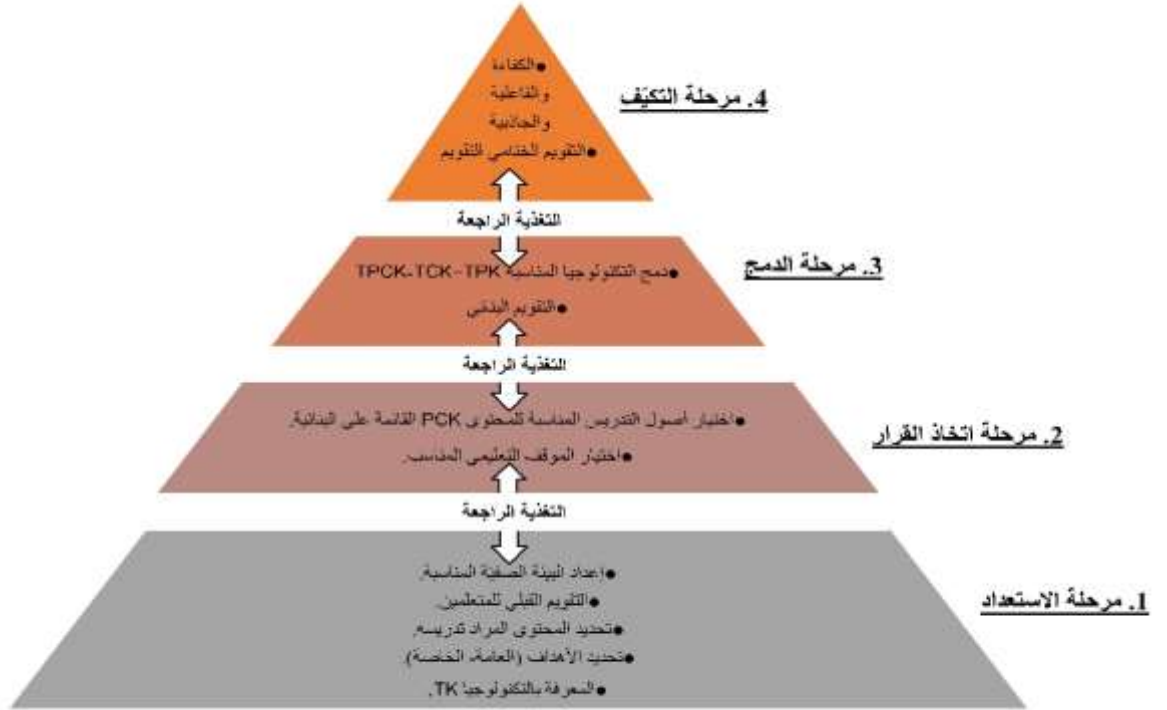 ●الكفاءة
والفاعلية
والجاذبية
●التقويم الختامي التقويم
4. مرحلة التكيّف
التغذية الراجعة
●دمج التكنولوجيا المناسبة TPCK-TCK-TPK
●التقويم البنائي
3. مرحلة الدمج
التغذية الراجعة
●اختيار أصول التدريس المناسبة للمحتوى PCK القائمة على البنائية.
●اختيار الموقف التعليمي المناسب.
2. مرحلة اتخاذ القرار
التغذية الراجعة
●اعداد البيئة الصفية المناسبة.
●التقويم القبلي للمتعلمين.
●تحديد المحتوى المراد تدريسه.
●تحديد الأهداف (العامة، الخاصة).
●المعرفة بالتكنولوجيا TK.
1. مرحلة الاستعداد